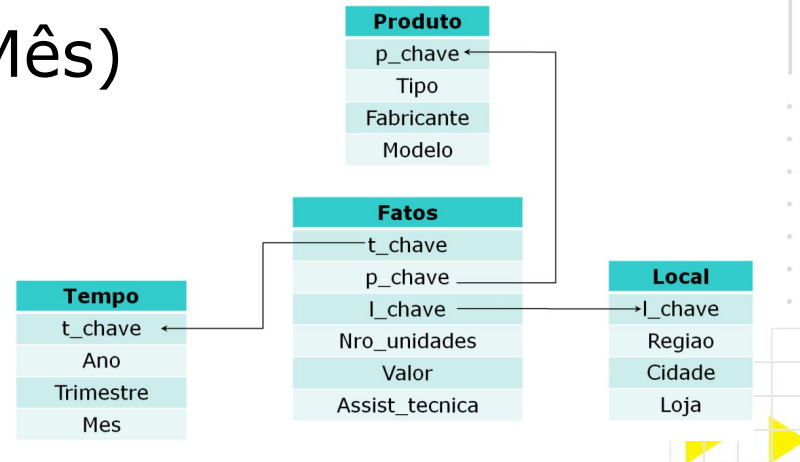 Mês)
Produto
p_chave
Tipo
Fabricante
Modelo
Fatos
t_chave
p_chave
l_chave
Nro_unidades
Valor
Assist_tecnica
Tempo
t_chave
Ano
Trimestre
Mes
Local
l_chave
Regiao
Cidade
Loja